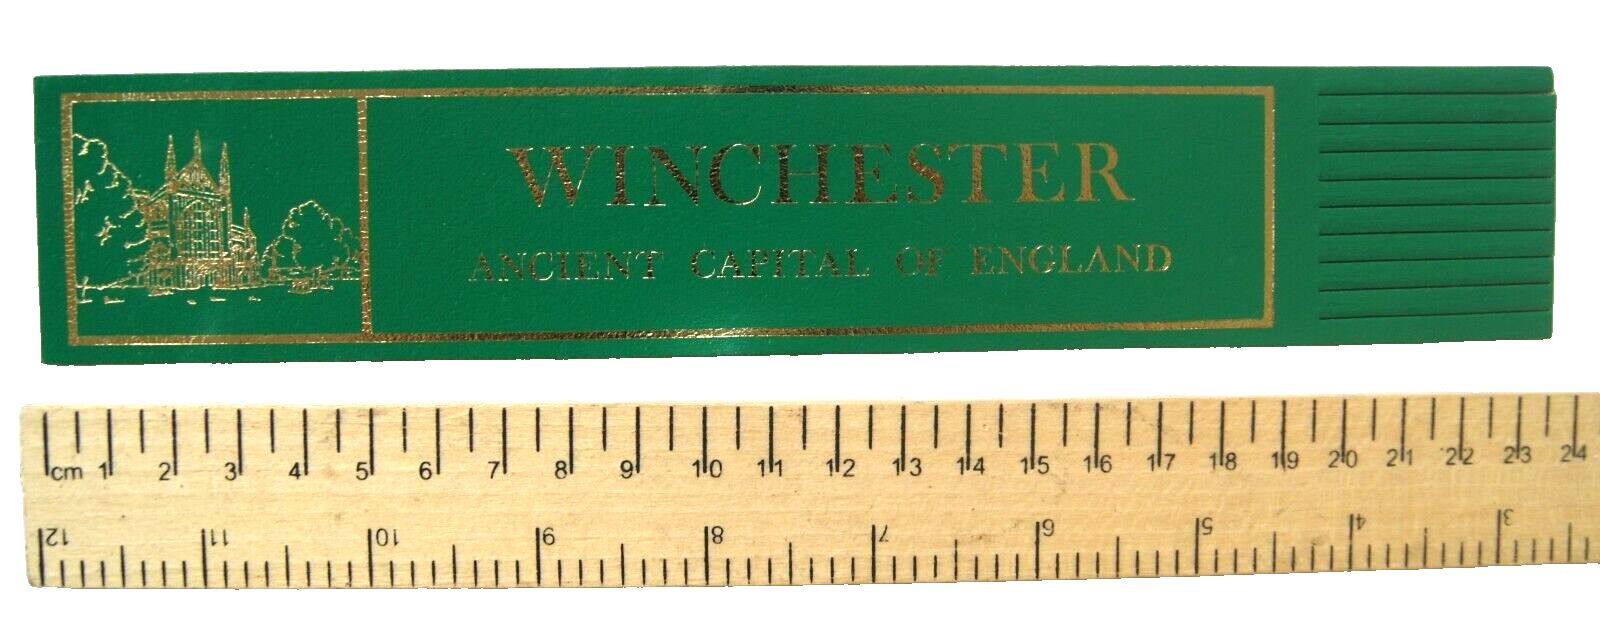 WINCHESTER
ANCIENT CAPITAL OF ENGLAND
cm 1 2 3 4 5 6 7 8 9 10 11 12 13 14 15 16 17 18 19 20 21 22 23 24
12 11 10 9 8 7 6 5 4 3